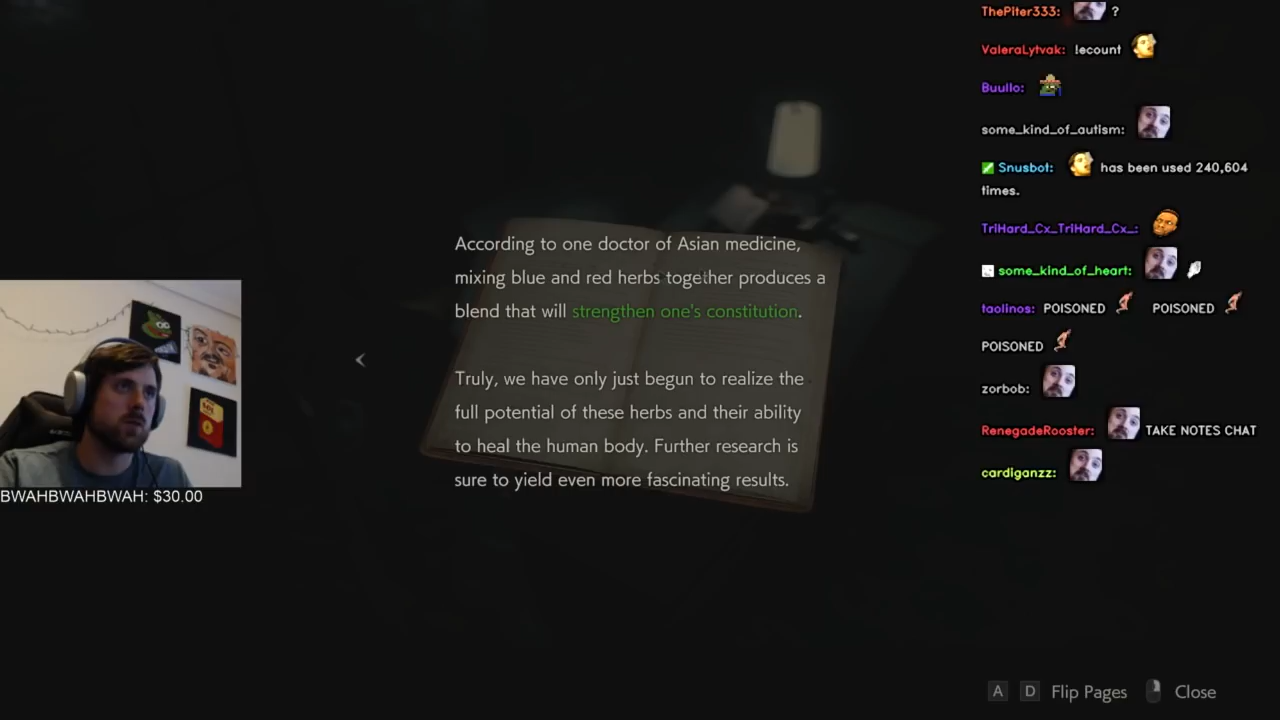 According to one doctor of Asian medicine,
mixing blue and red herbs together produces a
blend that will strengthen one's constitution.
Truly, we have only just begun to realize the
full potential of these herbs and their ability
to heal the human body. Further research is
sure to yield even more fascinating results.
A D Flip Pages Close
BWAHBWAHBWAH: $30.00
ThePiter333: ?
ValeraLytvak: !ecount
Buullo:
some_kind_of_autism:
Snusbot: has been used 240,604
times.
TriHard_Cx_TriHard_Cx_:
some_kind_of_heart:
taolinos: POISONED POISONED
POISONED
zorbob:
RenegadeRooster: TAKE NOTES CHAT
cardiganzz: